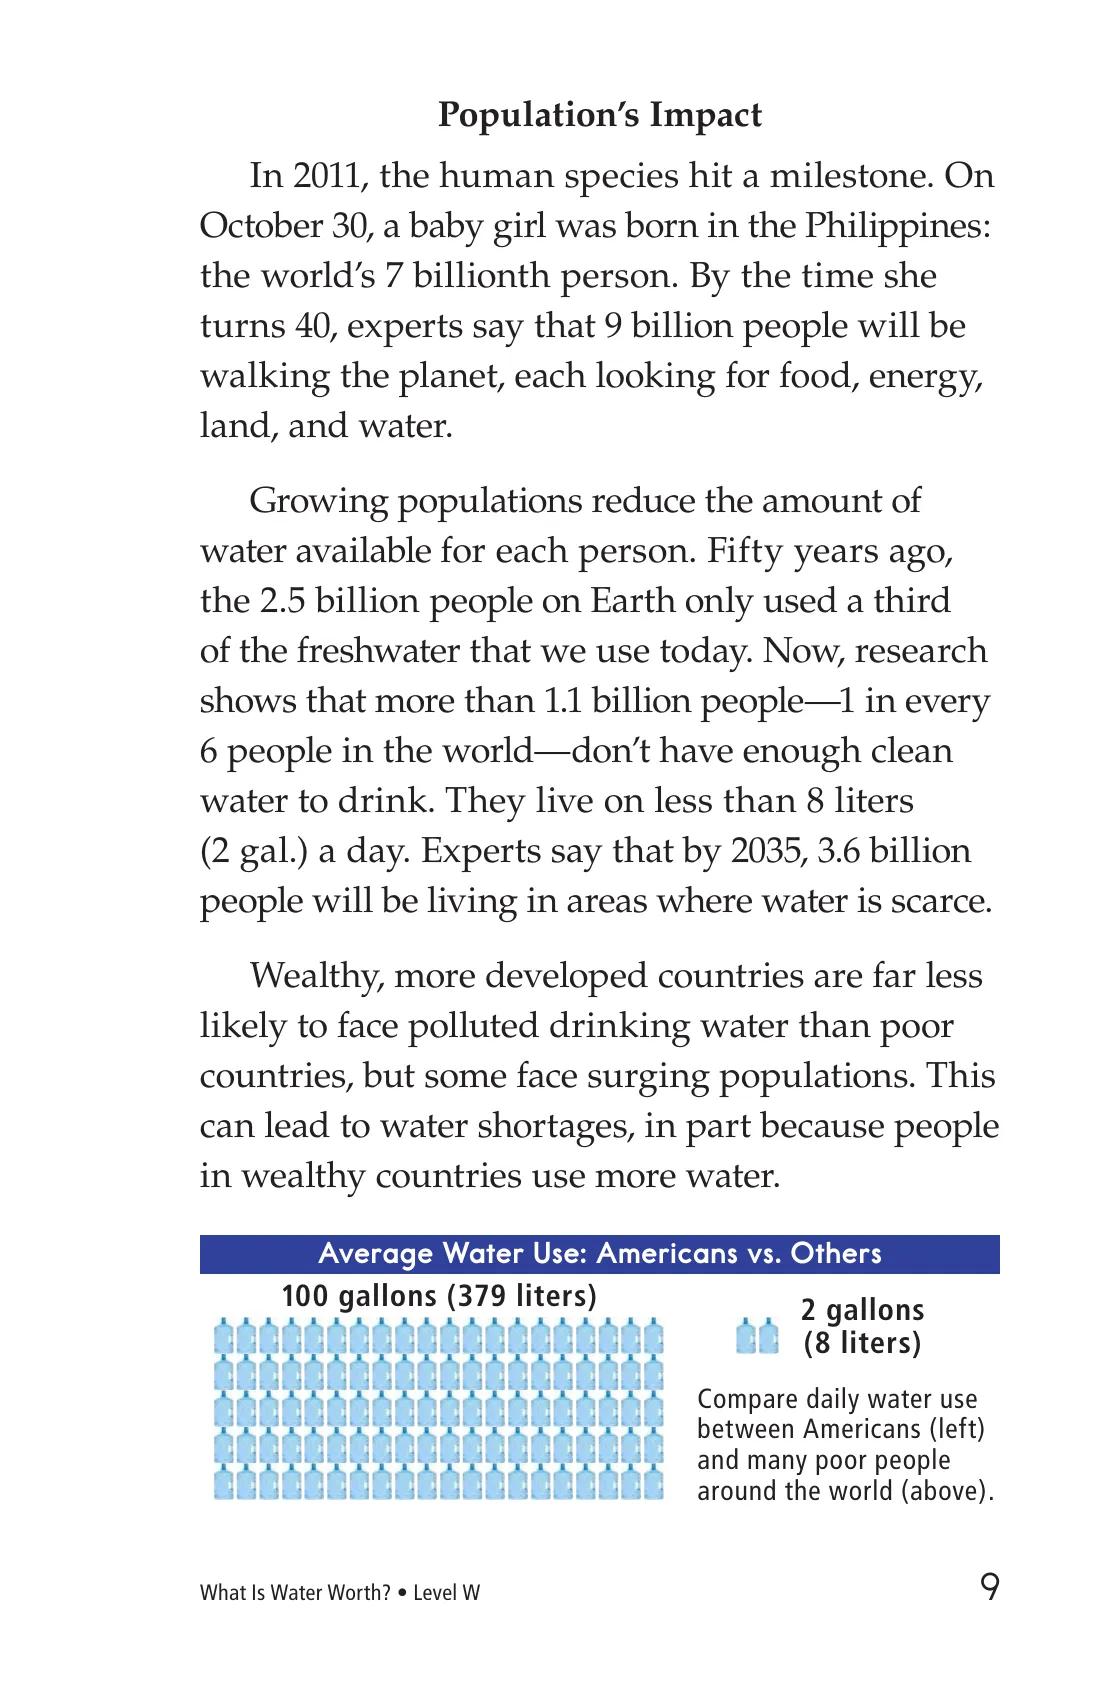 Population’s Impact
In 2011, the human species hit a milestone. On
October 30, a baby girl was born in the Philippines:
the world’s 7 billionth person. By the time she
turns 40, experts say that 9 billion people will be
walking the planet, each looking for food, energy,
land, and water.
Growing populations reduce the amount of
water available for each person. Fifty years ago,
the 2.5 billion people on Earth only used a third
of the freshwater that we use today. Now, research
shows that more than 1.1 billion people—1 in every
6 people in the world—don’t have enough clean
water to drink. They live on less than 8 liters
(2 gal.) a day. Experts say that by 2035, 3.6 billion
people will be living in areas where water is scarce.
Wealthy, more developed countries are far less
likely to face polluted drinking water than poor
countries, but some face surging populations. This
can lead to water shortages, in part because people
in wealthy countries use more water.
Average Water Use: Americans vs. Others
100 gallons (379 liters)
2 gallons
(8 liters)
Compare daily water use
between Americans (left)
and many poor people
around the world (above).
What Is Water Worth? • Level W
9